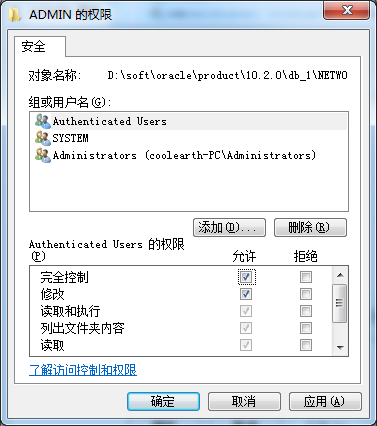 ADMIN 的权限
安全
对象名称: D:\soft\oracle\product\10.2.0\db_1\NETWO
组或用户名(G):
Authenticated Users
SYSTEM
Administrators (coolearth-PC\Administrators)
添加(D)... 删除(R)
Authenticated Users 的权限
(P) 允许 拒绝
完全控制
修改
读取和执行
列出文件夹内容
读取
了解访问控制和权限
确定 取消 应用(A)